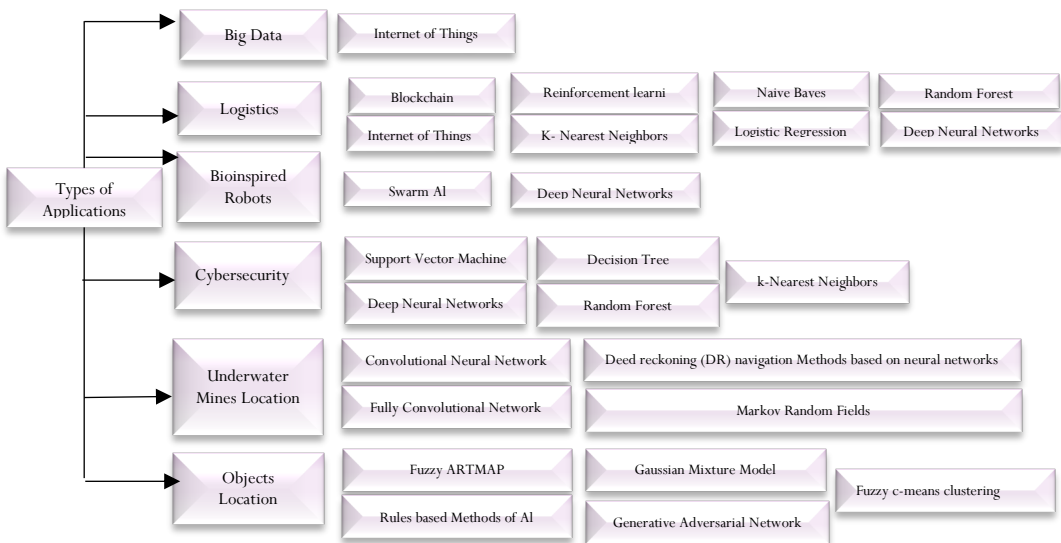 Big Data
Internet of Things
Logistics
Blockchain
Reinforcement learni
Naive Baves
Random Forest
Internet of Things
K- Nearest Neighbors
Logistic Regression
Deep Neural Networks
Types of
Applications
Bioinspired
Robots
Swarm Al
Deep Neural Networks
Cybersecurity
Support Vector Machine
Decision Tree
k-Nearest Neighbors
Deep Neural Networks
Random Forest
Underwater
Mines Location
Convolutional Neural Network
Deed reckoning (DR) navigation Methods based on neural networks
Fully Convolutional Network
Markov Random Fields
Objects
Location
Fuzzy ARTMAP
Gaussian Mixture Model
Fuzzy c-means clustering
Rules based Methods of Al
Generative Adversarial Network